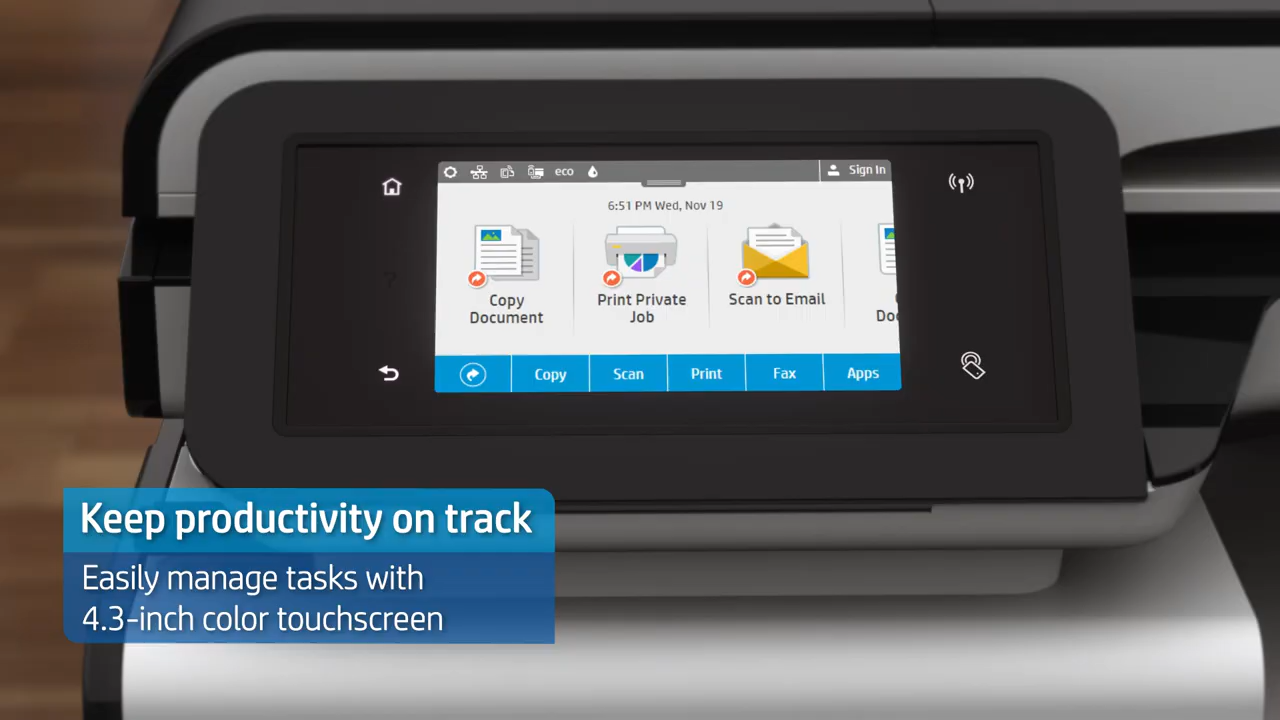 eco
Sign In
6:51 PM Wed, Nov 19
Copy
Document
Print Private
Job
Scan to Email
Copy
Scan
Print
Fax
Apps
Keep productivity on track
Easily manage tasks with
4.3-inch color touchscreen